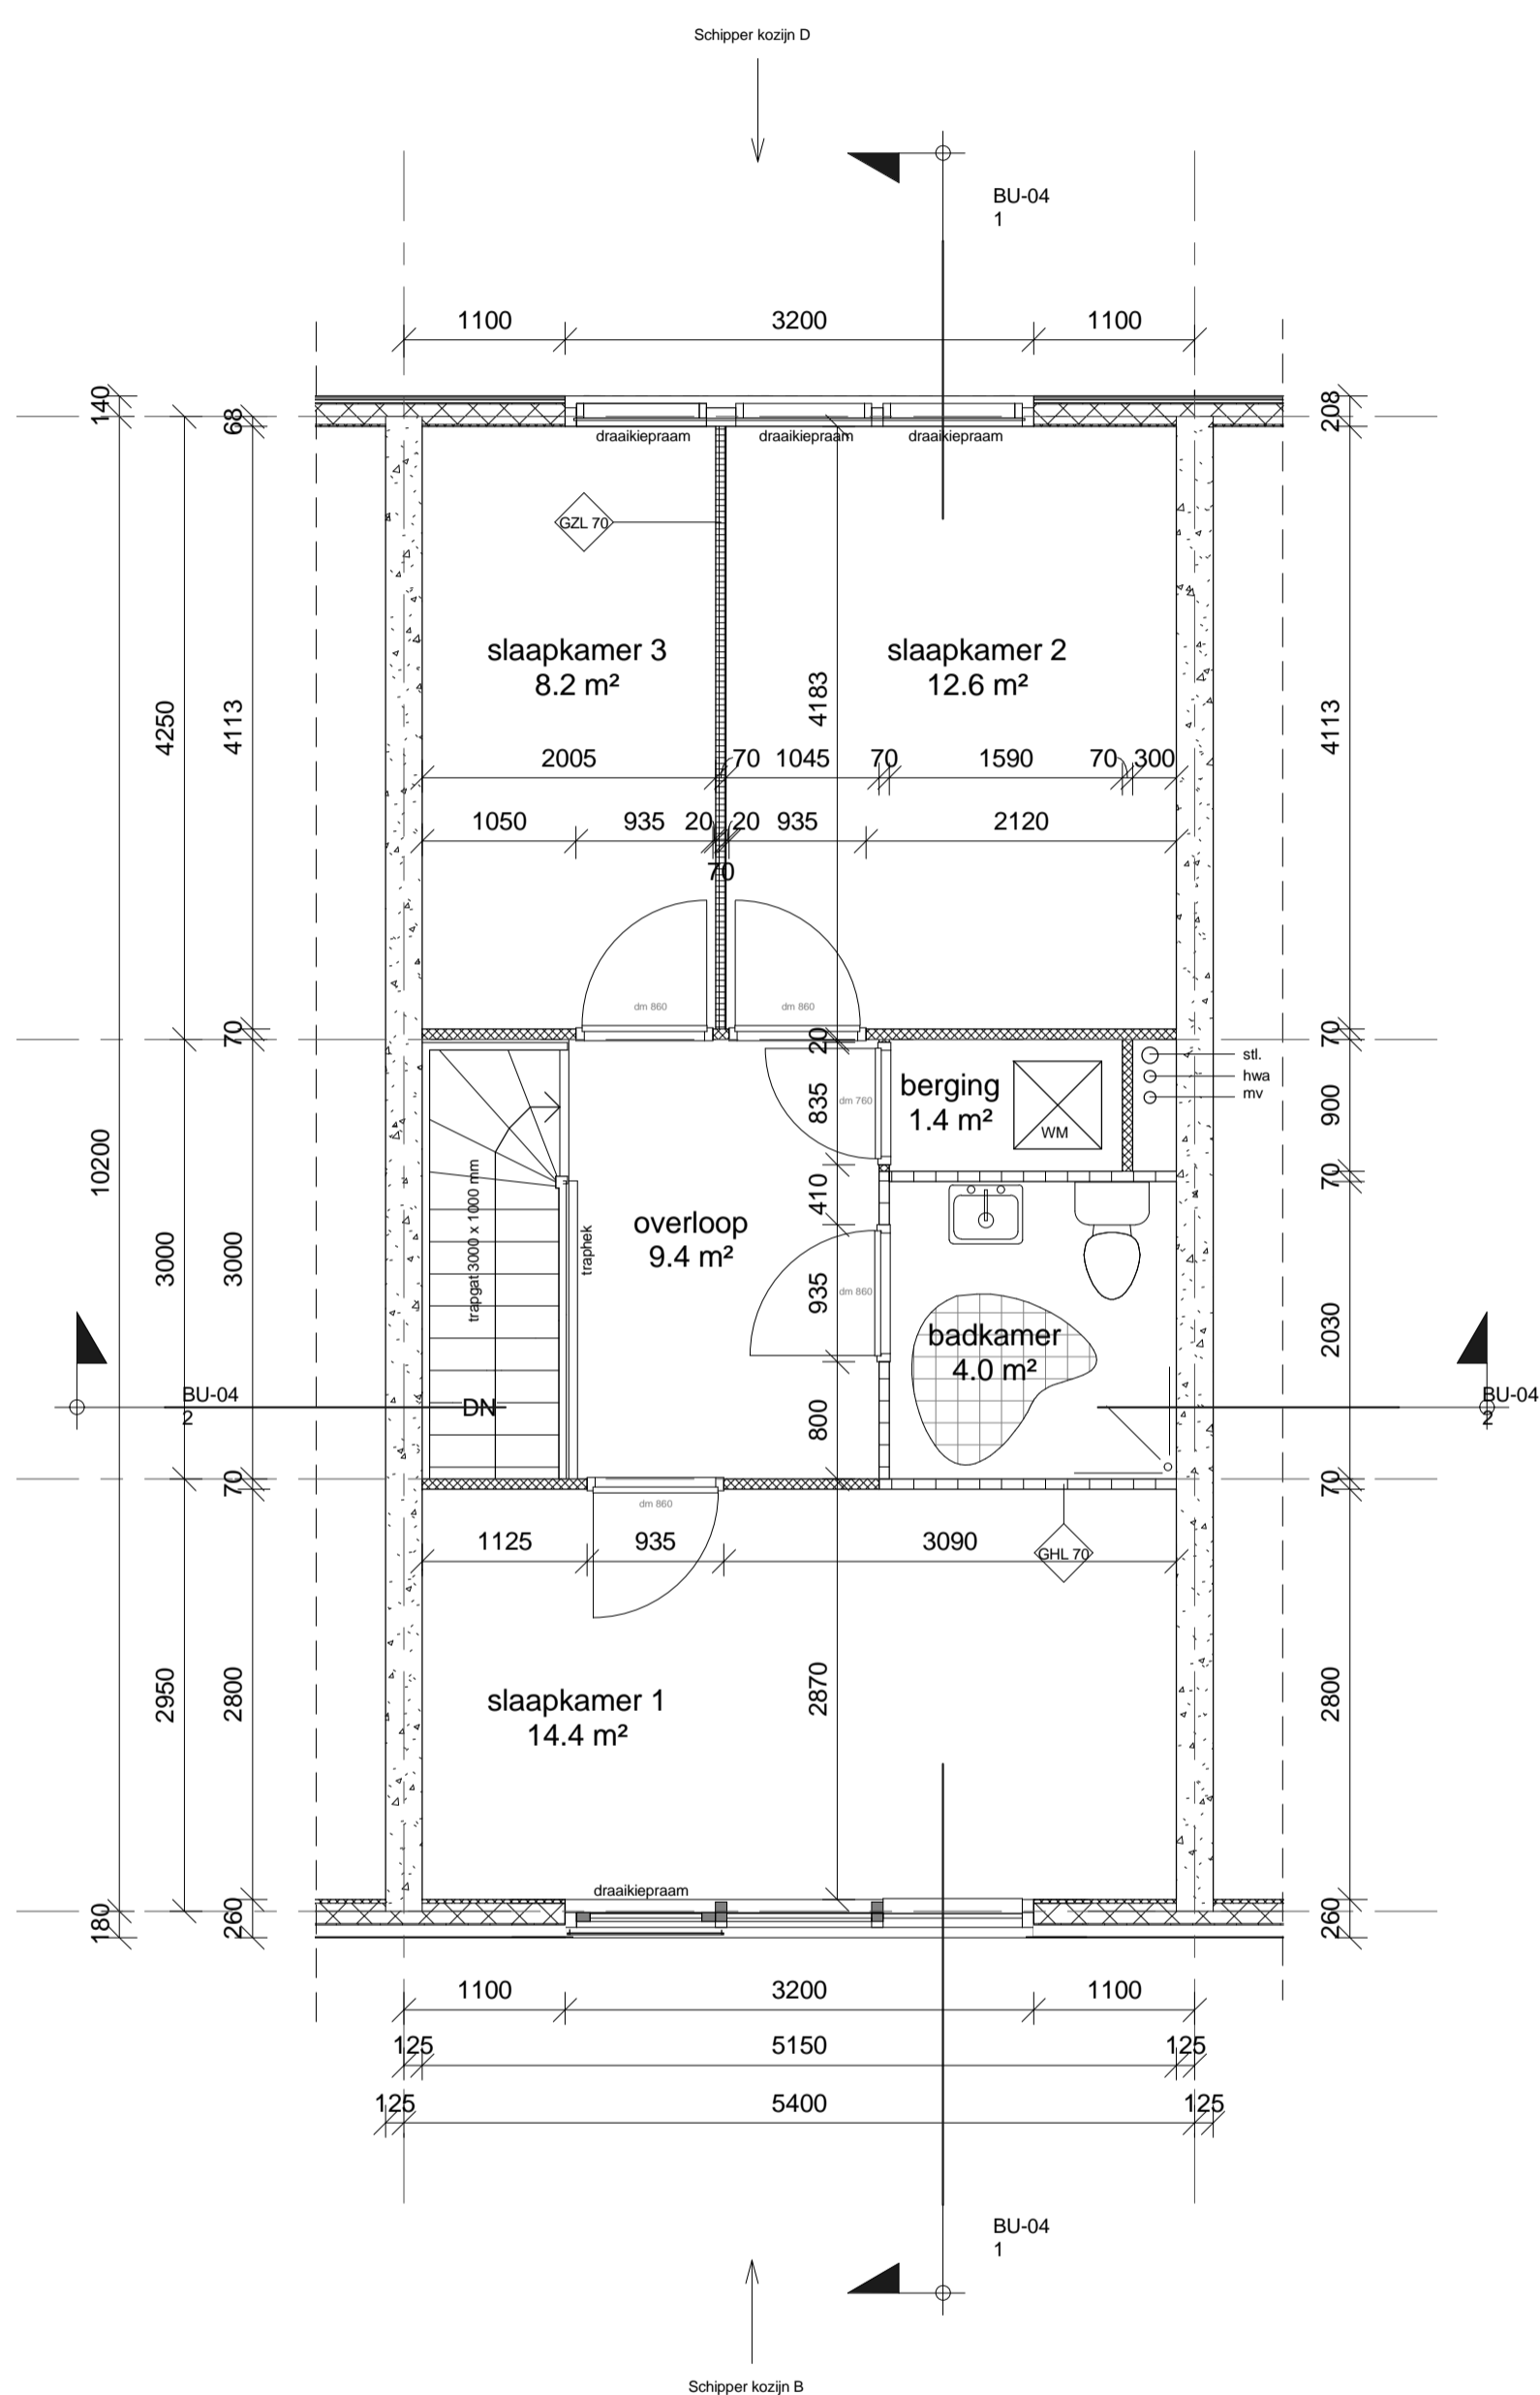 Schipper kozijn D
BU-04
1
1100
3200
1100
140
68
208
draaikiepraam
draaikiepraam
draaikiepraam
GZL 70
slaapkamer 3
8.2 m²
slaapkamer 2
12.6 m²
4250
4113
4183
4113
2005
70
1045
70
1590
70
300
1050
935
20
20
935
2120
70
dm 860
dm 860
70
20
70
berging
1.4 m²
WM
stl.
hwa
mv
835
dm 760
900
10200
70
trapgat 3000 x 1000 mm
traphek
overloop
9.4 m²
410
3000
3000
935
dm 860
badkamer
4.0 m²
2030
BU-04
2
DN
800
BU-04
2
70
70
dm 860
1125
935
3090
GHL 70
2950
2800
2870
2800
slaapkamer 1
14.4 m²
draaikiepraam
180
260
260
1100
3200
1100
125
5150
125
125
5400
125
BU-04
1
Schipper kozijn B